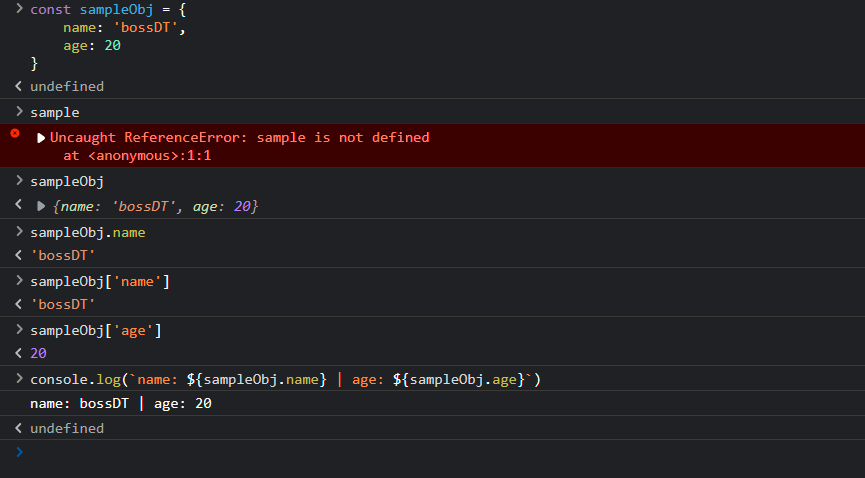 const sampleObj = {
    name: 'bossDT',
    age: 20
}
undefined
sample
Uncaught ReferenceError: sample is not defined
    at <anonymous>:1:1
sampleObj
{name: 'bossDT', age: 20}
sampleObj.name
'bossDT'
sampleObj['name']
'bossDT'
sampleObj['age']
20
console.log(`name: ${sampleObj.name} | age: ${sampleObj.age}`)
name: bossDT | age: 20
undefined